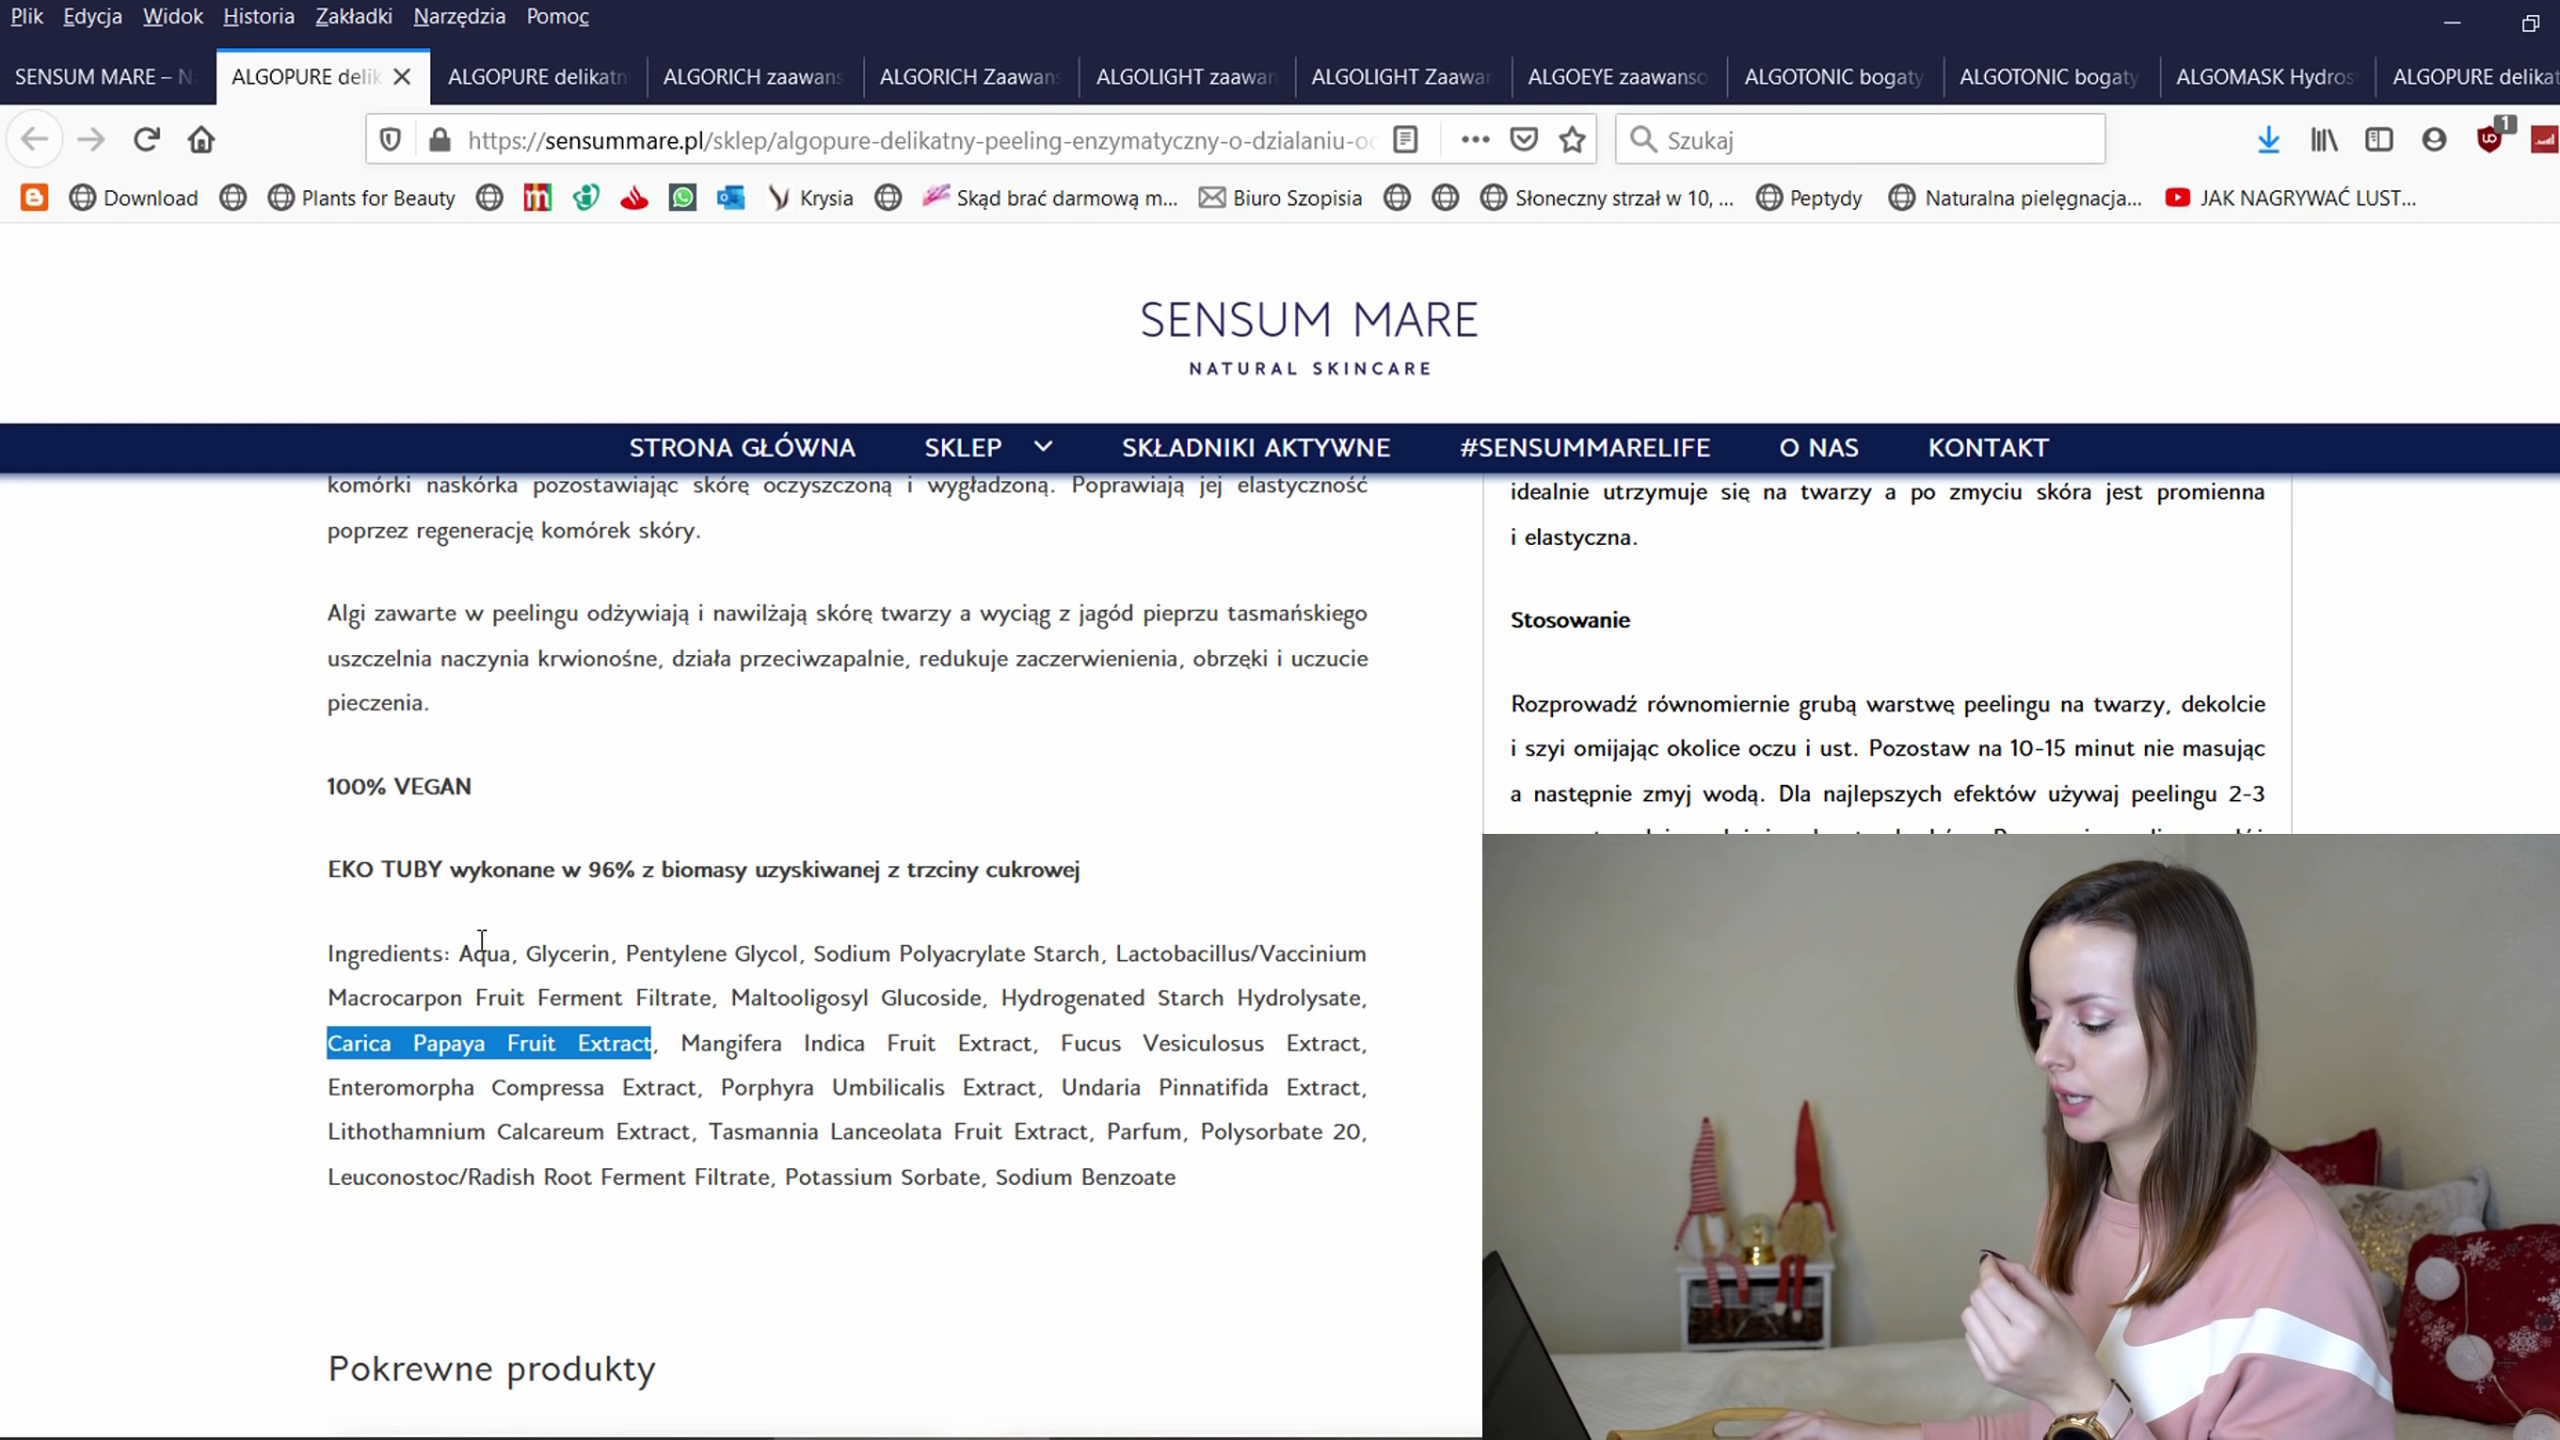 Plik Edycja Widok Historia Zakładki Narzędzia Pomoc
SENSUM MARE – N ALGOPURE delik ALGOPURE delikatn ALGORICH zaawans ALGORICH Zaawans ALGOLIGHT zaawan ALGOLIGHT Zaawar ALGOEYE zaawanso ALGOTONIC bogaty ALGOTONIC bogaty ALGOMASK Hydros ALGOPURE delikat
https://sensummare.pl/sklep/algopure-delikatny-peeling-enzymatyczny-o-dzialaniu-oc Szukaj 1
Download Plants for Beauty Krysia Skąd brać darmową m... Biuro Szopisia Słoneczny strzał w 10, ... Peptydy Naturalna pielęgnacja... JAK NAGRYWAĆ LUST...
SENSUM MARE
NATURAL SKINCARE
STRONA GŁÓWNA SKLEP SKŁADNIKI AKTYWNE #SENSUMMARELIFE O NAS KONTAKT
komórki naskórka pozostawiając skórę oczyszczoną i wygładzoną. Poprawiają jej elastyczność
poprzez regenerację komórek skóry.
Algi zawarte w peelingu odżywiają i nawilżają skórę twarzy a wyciąg z jagód pieprzu tasmańskiego
uszczelnia naczynia krwionośne, działa przeciwzapalnie, redukuje zaczerwienienia, obrzęki i uczucie
pieczenia.
100% VEGAN
EKO TUBY wykonane w 96% z biomasy uzyskiwanej z trzciny cukrowej
Ingredients: Aqua, Glycerin, Pentylene Glycol, Sodium Polyacrylate Starch, Lactobacillus/Vaccinium
Macrocarpon Fruit Ferment Filtrate, Maltooligosyl Glucoside, Hydrogenated Starch Hydrolysate,
Carica Papaya Fruit Extract, Mangifera Indica Fruit Extract, Fucus Vesiculosus Extract,
Enteromorpha Compressa Extract, Porphyra Umbilicalis Extract, Undaria Pinnatifida Extract,
Lithothamnium Calcareum Extract, Tasmannia Lanceolata Fruit Extract, Parfum, Polysorbate 20,
Leuconostoc/Radish Root Ferment Filtrate, Potassium Sorbate, Sodium Benzoate
Pokrewne produkty
idealnie utrzymuje się na twarzy a po zmyciu skóra jest promienna
i elastyczna.
Stosowanie
Rozprowadź równomiernie grubą warstwę peelingu na twarzy, dekolcie
i szyi omijając okolice oczu i ust. Pozostaw na 10-15 minut nie masując
a następnie zmyj wodą. Dla najlepszych efektów używaj peelingu 2-3